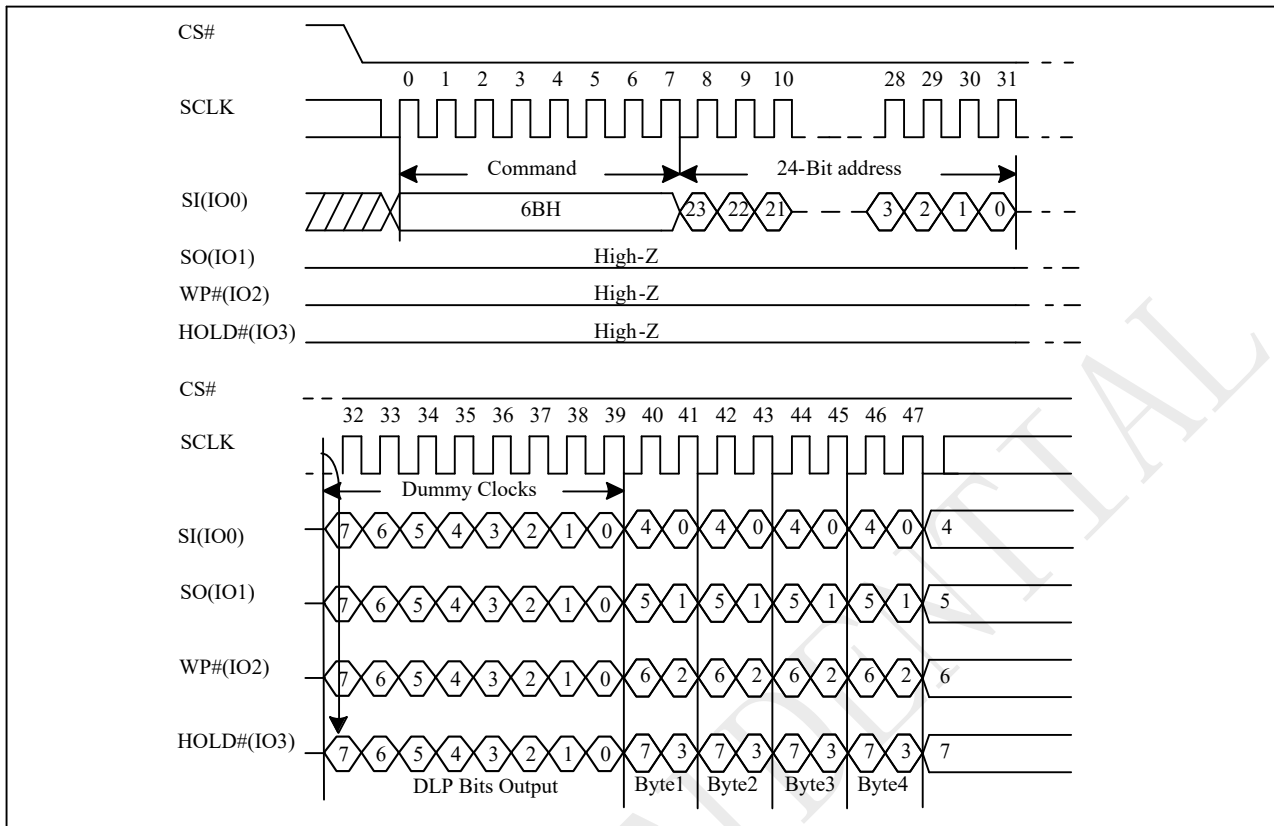 CS#
0 1 2 3 4 5 6 7 8 9 10 28 29 30 31
SCLK
Command 24-Bit address
SI(IO0) 6BH 23 22 21 3 2 1 0
SO(IO1) High-Z
WP#(IO2) High-Z
HOLD#(IO3) High-Z
CS#
32 33 34 35 36 37 38 39 40 41 42 43 44 45 46 47
SCLK
Dummy Clocks
SI(IO0) 7 6 5 4 3 2 1 0 4 0 4 0 4 0 4 0 4
SO(IO1) 7 6 5 4 3 2 1 0 5 1 5 1 5 1 5 1 5
WP#(IO2) 7 6 5 4 3 2 1 0 6 2 6 2 6 2 6 2 6
HOLD#(IO3) 7 6 5 4 3 2 1 0 7 3 7 3 7 3 7 3 7
DLP Bits Output Byte1 Byte2 Byte3 Byte4